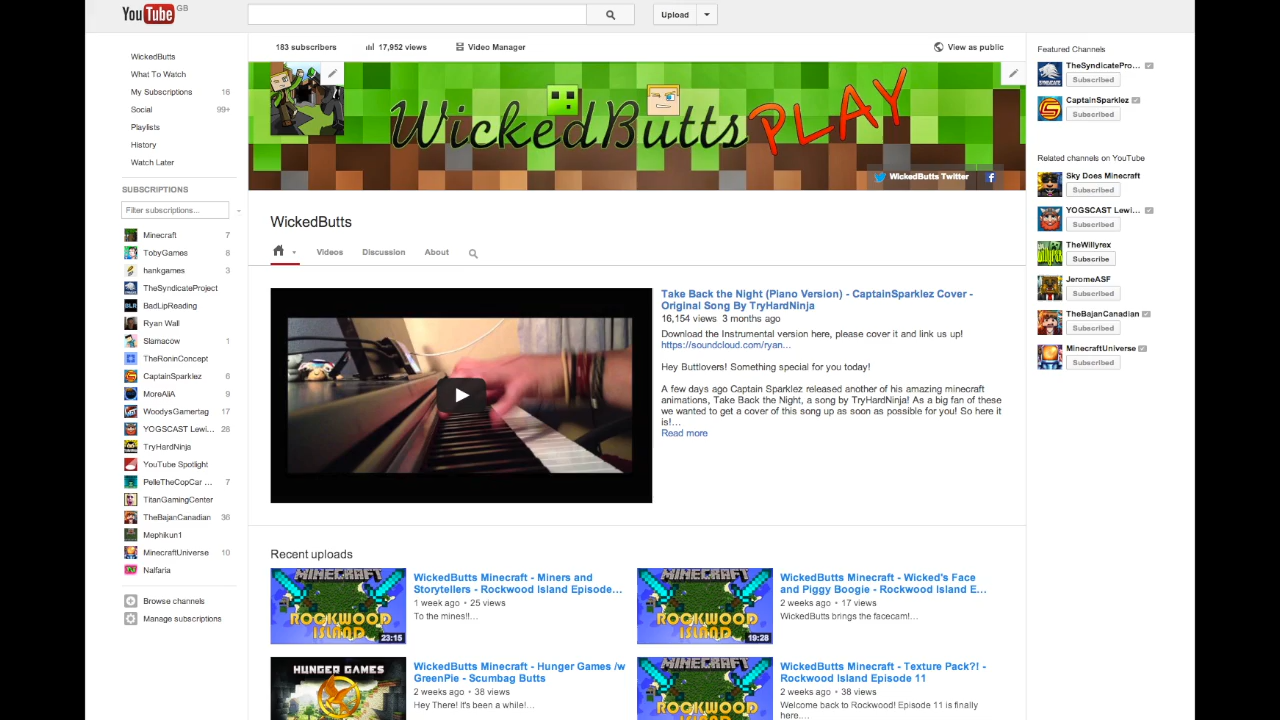 YouTube GB
Upload
WickedButts
What To Watch
My Subscriptions 16
Social 99+
Playlists
History
Watch Later
SUBSCRIPTIONS
Filter subscriptions...
Minecraft 7
TobyGames 8
hankgames 3
TheSyndicateProject
BadLipReading
Ryan Wall
Slamacow 1
TheRoninConcept
CaptainSparklez 6
MoreAliA 9
WoodysGamertag 17
YOGSCAST Lewi... 28
TryHardNinja
YouTube Spotlight
PelleTheCopCar ... 7
TitanGamingCenter
TheBajanCanadian 36
Mephikun1
MinecraftUniverse 10
Nalfaria
Browse channels
Manage subscriptions
183 subscribers 17,952 views Video Manager View as public
WickedButts PLAY
WickedButts Twitter
WickedButts
Videos Discussion About
Take Back the Night (Piano Version) - CaptainSparklez Cover -
Original Song By TryHardNinja
16,154 views 3 months ago
Download the Instrumental version here, please cover it and link us up!
https://soundcloud.com/ryan...
Hey Buttlovers! Something special for you today!
A few days ago Captain Sparklez released another of his amazing minecraft
animations, Take Back the Night, a song by TryHardNinja! As a big fan of these
we wanted to get a cover of this song up as soon as possible for you! So here it
is!...
Read more
Recent uploads
MINECRAFT
ROCKWOOD
ISLAND
23:15
WickedButts Minecraft - Miners and
Storytellers - Rockwood Island Episode...
1 week ago • 25 views
To the mines!!...
MINECRAFT
ROCKWOOD
ISLAND
19:28
WickedButts Minecraft - Wicked's Face
and Piggy Boogie - Rockwood Island E...
2 weeks ago • 17 views
WickedButts brings the facecam!...
HUNGER GAMES
WickedButts Minecraft - Hunger Games /w
GreenPie - Scumbag Butts
2 weeks ago • 38 views
Hey There! It's been a while!...
MINECRAFT
ROCKWOOD
WickedButts Minecraft - Texture Pack?! -
Rockwood Island Episode 11
2 weeks ago • 38 views
Welcome back to Rockwood! Episode 11 is finally
here....
Featured Channels
TheSyndicatePro...
Subscribed
CaptainSparklez
Subscribed
Related channels on YouTube
Sky Does Minecraft
Subscribed
YOGSCAST Lewi...
Subscribed
TheWillyrex
Subscribe
JeromeASF
Subscribed
TheBajanCanadian
Subscribed
MinecraftUniverse
Subscribed